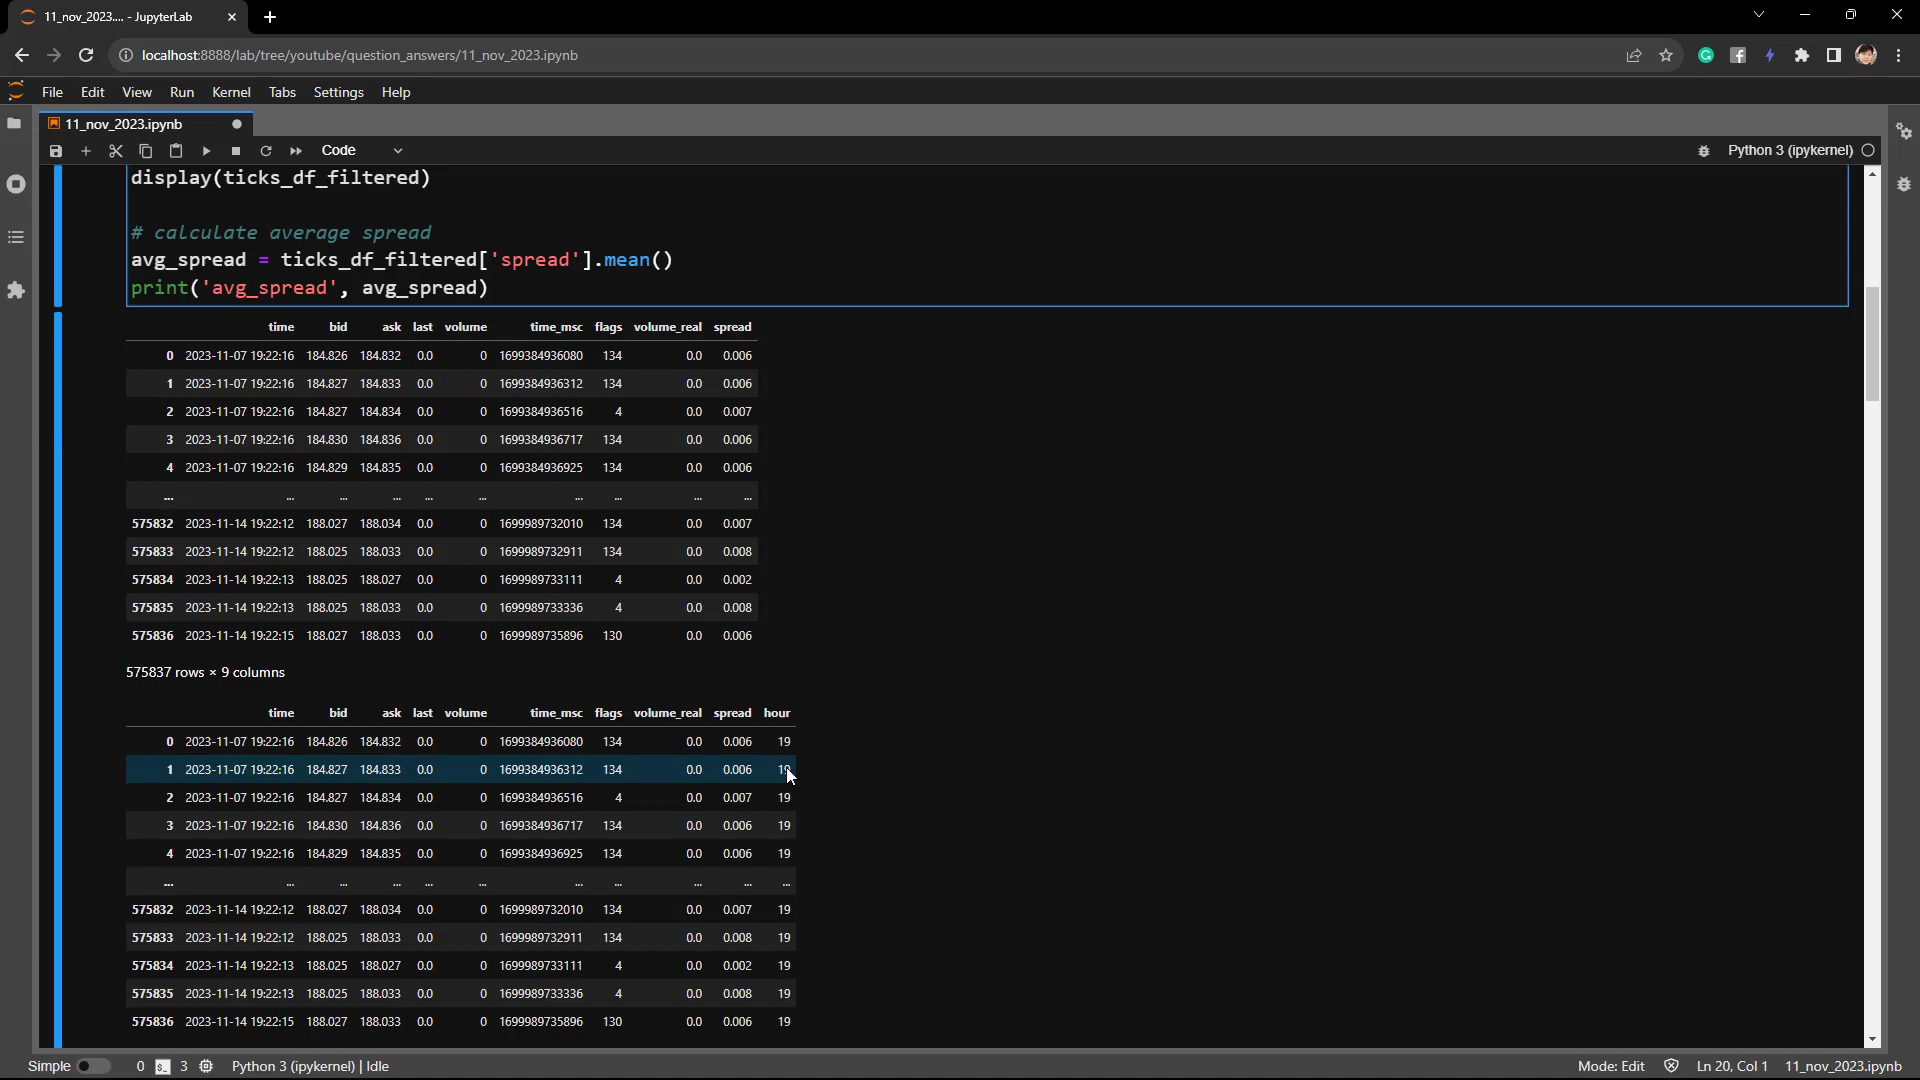 11_nov_2023.... - JupyterLab
localhost:8888/lab/tree/youtube/question_answers/11_nov_2023.ipynb
File Edit View Run Kernel Tabs Settings Help
11_nov_2023.ipynb
Code
Python 3 (ipykernel)
display(ticks_df_filtered)
# calculate average spread
avg_spread = ticks_df_filtered['spread'].mean()
print('avg_spread', avg_spread)
time bid ask last volume time_msc flags volume_real spread
0 2023-11-07 19:22:16 184.826 184.832 0.0 0 1699384936080 134 0.0 0.006
1 2023-11-07 19:22:16 184.827 184.833 0.0 0 1699384936312 134 0.0 0.006
2 2023-11-07 19:22:16 184.827 184.834 0.0 0 1699384936516 4 0.0 0.007
3 2023-11-07 19:22:16 184.830 184.836 0.0 0 1699384936717 134 0.0 0.006
4 2023-11-07 19:22:16 184.829 184.835 0.0 0 1699384936925 134 0.0 0.006
... ... ... ... ... ... ... ... ... ...
575832 2023-11-14 19:22:12 188.027 188.034 0.0 0 1699989732010 134 0.0 0.007
575833 2023-11-14 19:22:12 188.025 188.033 0.0 0 1699989732911 134 0.0 0.008
575834 2023-11-14 19:22:13 188.025 188.027 0.0 0 1699989733111 4 0.0 0.002
575835 2023-11-14 19:22:13 188.025 188.033 0.0 0 1699989733336 4 0.0 0.008
575836 2023-11-14 19:22:15 188.027 188.033 0.0 0 1699989735896 130 0.0 0.006
575837 rows × 9 columns
time bid ask last volume time_msc flags volume_real spread hour
0 2023-11-07 19:22:16 184.826 184.832 0.0 0 1699384936080 134 0.0 0.006 19
1 2023-11-07 19:22:16 184.827 184.833 0.0 0 1699384936312 134 0.0 0.006 19
2 2023-11-07 19:22:16 184.827 184.834 0.0 0 1699384936516 4 0.0 0.007 19
3 2023-11-07 19:22:16 184.830 184.836 0.0 0 1699384936717 134 0.0 0.006 19
4 2023-11-07 19:22:16 184.829 184.835 0.0 0 1699384936925 134 0.0 0.006 19
... ... ... ... ... ... ... ... ... ... ...
575832 2023-11-14 19:22:12 188.027 188.034 0.0 0 1699989732010 134 0.0 0.007 19
575833 2023-11-14 19:22:12 188.025 188.033 0.0 0 1699989732911 134 0.0 0.008 19
575834 2023-11-14 19:22:13 188.025 188.027 0.0 0 1699989733111 4 0.0 0.002 19
575835 2023-11-14 19:22:13 188.025 188.033 0.0 0 1699989733336 4 0.0 0.008 19
575836 2023-11-14 19:22:15 188.027 188.033 0.0 0 1699989735896 130 0.0 0.006 19
Simple 0 3 Python 3 (ipykernel) | Idle Mode: Edit Ln 20, Col 1 11_nov_2023.ipynb